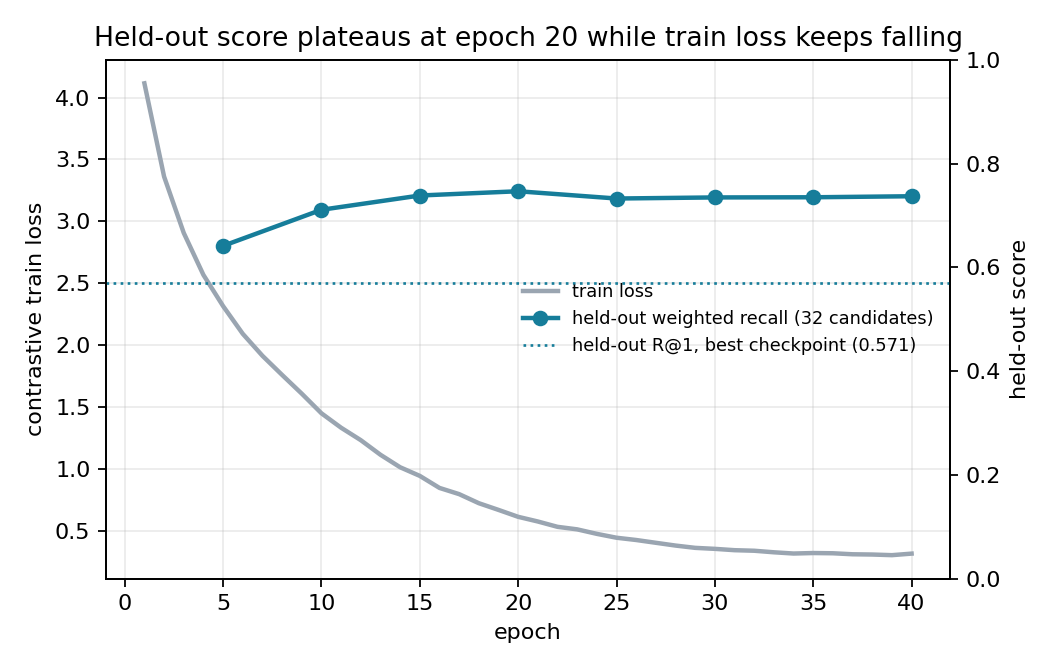 Held-out score plateaus at epoch 20 while train loss keeps falling
contrastive train loss
4.0
3.5
3.0
2.5
2.0
1.5
1.0
0.5
train loss
held-out weighted recall (32 candidates)
held-out R@1, best checkpoint (0.571)
1.0
0.8
0.6
0.4
0.2
0.0
held-out score
0 5 10 15 20 25 30 35 40
epoch